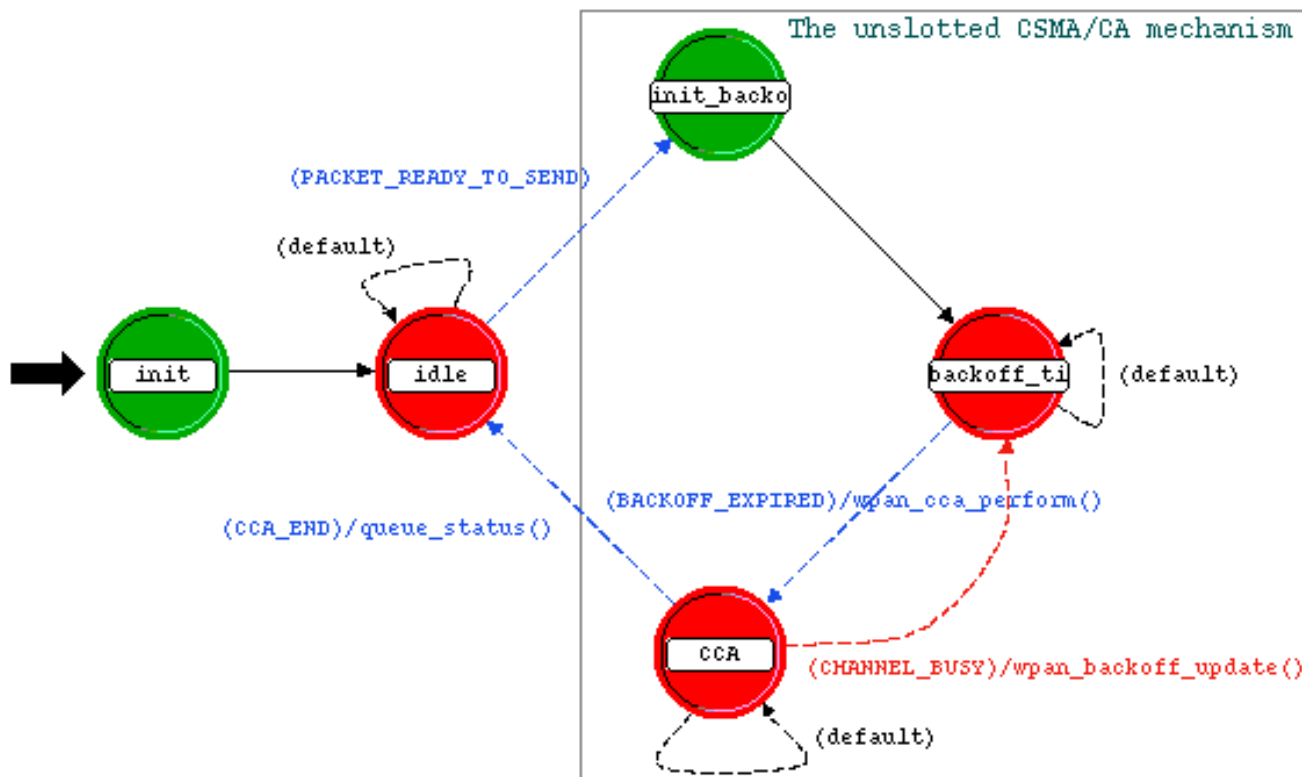 The unslotted CSMA/CA mechanism
init_backo
(PACKET_READY_TO_SEND)
(default)
init
idle
backoff_ti
(default)
(BACKOFF_EXPIRED)/wpan_cca_perform()
(CCA_END)/queue_status()
CCA
(CHANNEL_BUSY)/wpan_backoff_update()
(default)